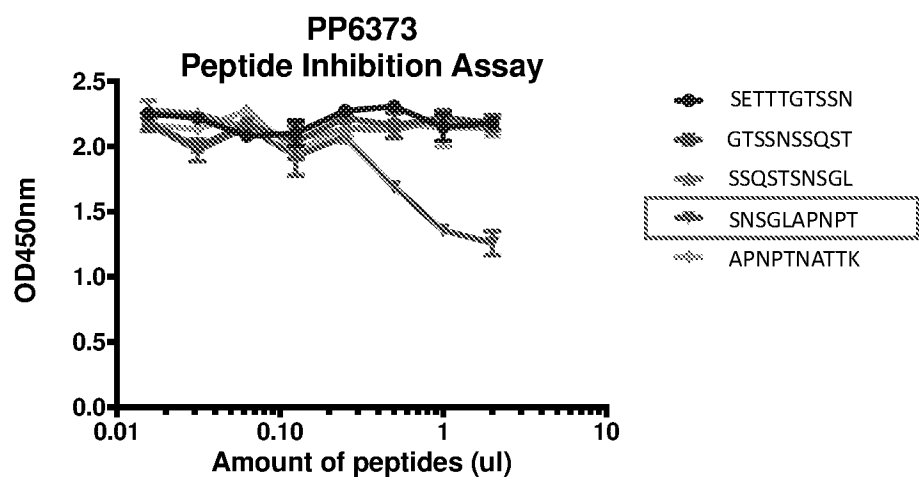 PP6373
Peptide Inhibition Assay
2.5
2.0
1.5
1.0
0.5
0.0
OD450nm
0.01
0.10
1
10
Amount of peptides (ul)
SETTTGTSSN
GTSSNSSQST
SSQSTSNSGL
SNSGLAPNPT
APNPTNATTK